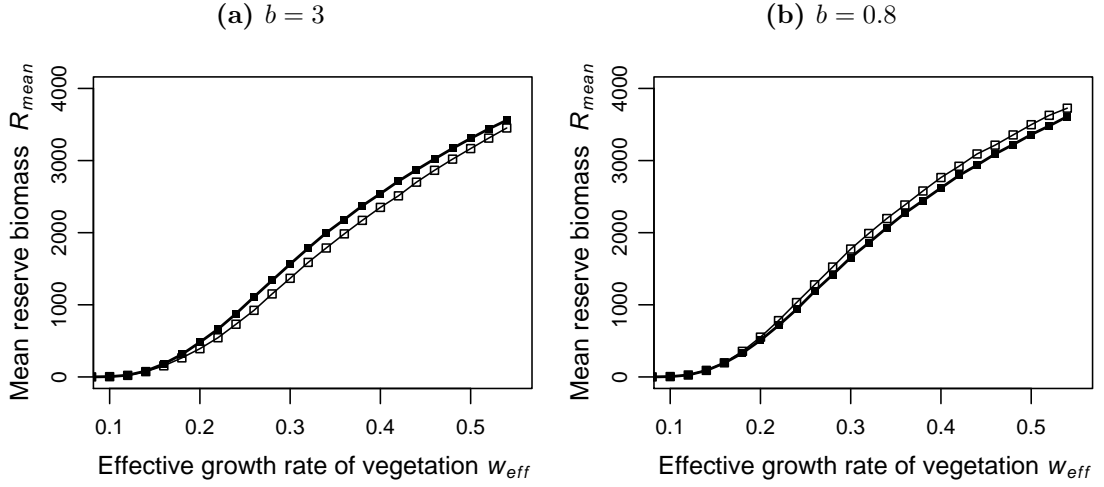 (a) b = 3
Mean reserve biomass R_mean
4000
3000
2000
1000
0
0.1 0.2 0.3 0.4 0.5
Effective growth rate of vegetation w_eff
(b) b = 0.8
Mean reserve biomass R_mean
4000
3000
2000
1000
0
0.1 0.2 0.3 0.4 0.5
Effective growth rate of vegetation w_eff